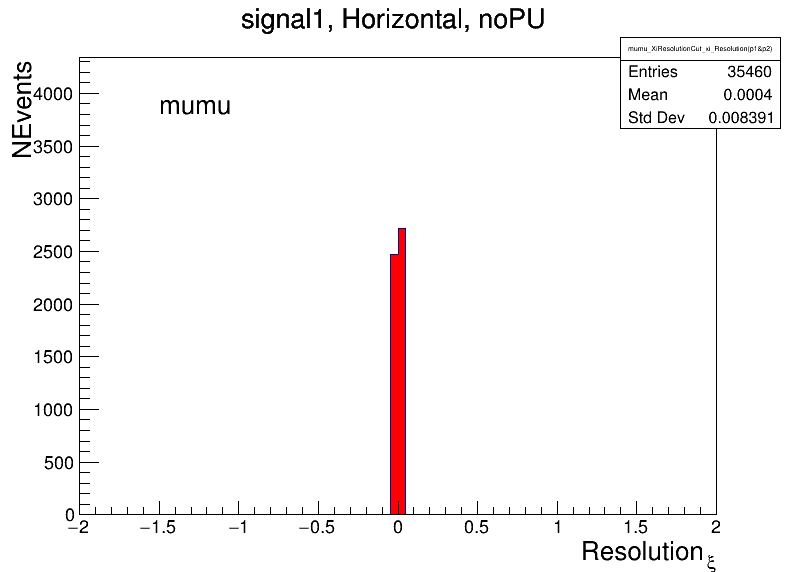 signal1, Horizontal, noPU
mumu_XiResolutionCut_xi_Resolution(p1&p2)
Entries 35460
Mean 0.0004
Std Dev 0.008391
NEvents
mumu
4000
3500
3000
2500
2000
1500
1000
500
0
−2 −1.5 −1 −0.5 0 0.5 1 1.5 2
Resolution ξ